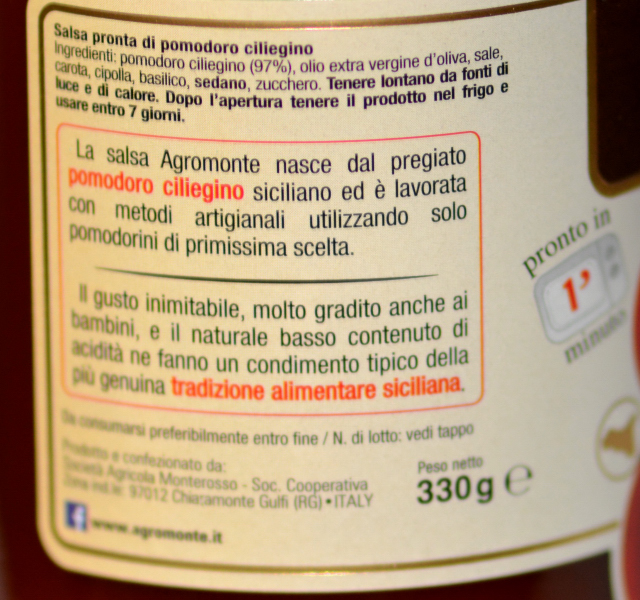 Salsa pronta di pomodoro ciliegino
Ingredienti: pomodoro ciliegino (97%), olio extra vergine d'oliva, sale,
carota, cipolla, basilico, sedano, zucchero. Tenere lontano da fonti di
luce e di calore. Dopo l'apertura tenere il prodotto nel frigo e
usare entro 7 giorni.
La salsa Agromonte nasce dal pregiato
pomodoro ciliegino siciliano ed è lavorata
con metodi artigianali utilizzando solo
pomodorini di primissima scelta.
Il gusto inimitabile, molto gradito anche ai
bambini, e il naturale basso contenuto di
acidità ne fanno un condimento tipico della
più genuina tradizione alimentare siciliana.
pronto in
1'
minuto
Da consumarsi preferibilmente entro fine / N. di lotto: vedi tappo
Prodotto e confezionato da:
Società Agricola Monterosso - Soc. Cooperativa
Zona ind.le 97012 Chiaramonte Gulfi (RG) • ITALY
Peso netto
330g e
f www.agromonte.it